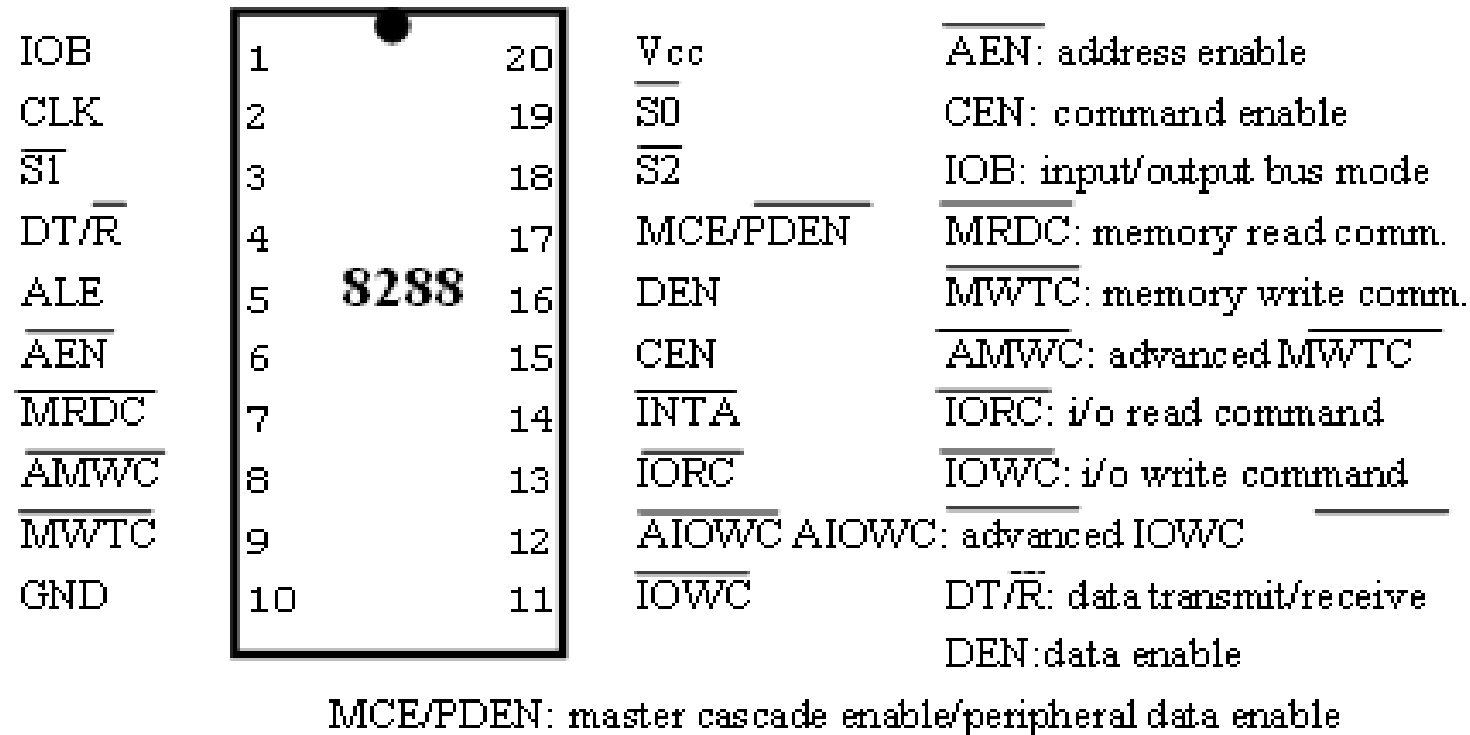 IOB 1 20 Vcc AEN: address enable
CLK 2 19 S0 CEN: command enable
S1 3 18 S2 IOB: input/output bus mode
DT/R 4 17 MCE/PDEN MRDC: memory read comm.
ALE 5 8288 16 DEN MWTC: memory write comm.
AEN 6 15 CEN AMWC: advanced MWTC
MRDC 7 14 INTA IORC: i/o read command
AMWC 8 13 IORC IOWC: i/o write command
MWTC 9 12 AIOWC AIOWC: advanced IOWC
GND 10 11 IOWC DT/R: data transmit/receive
DEN:data enable
MCE/PDEN: master cascade enable/peripheral data enable